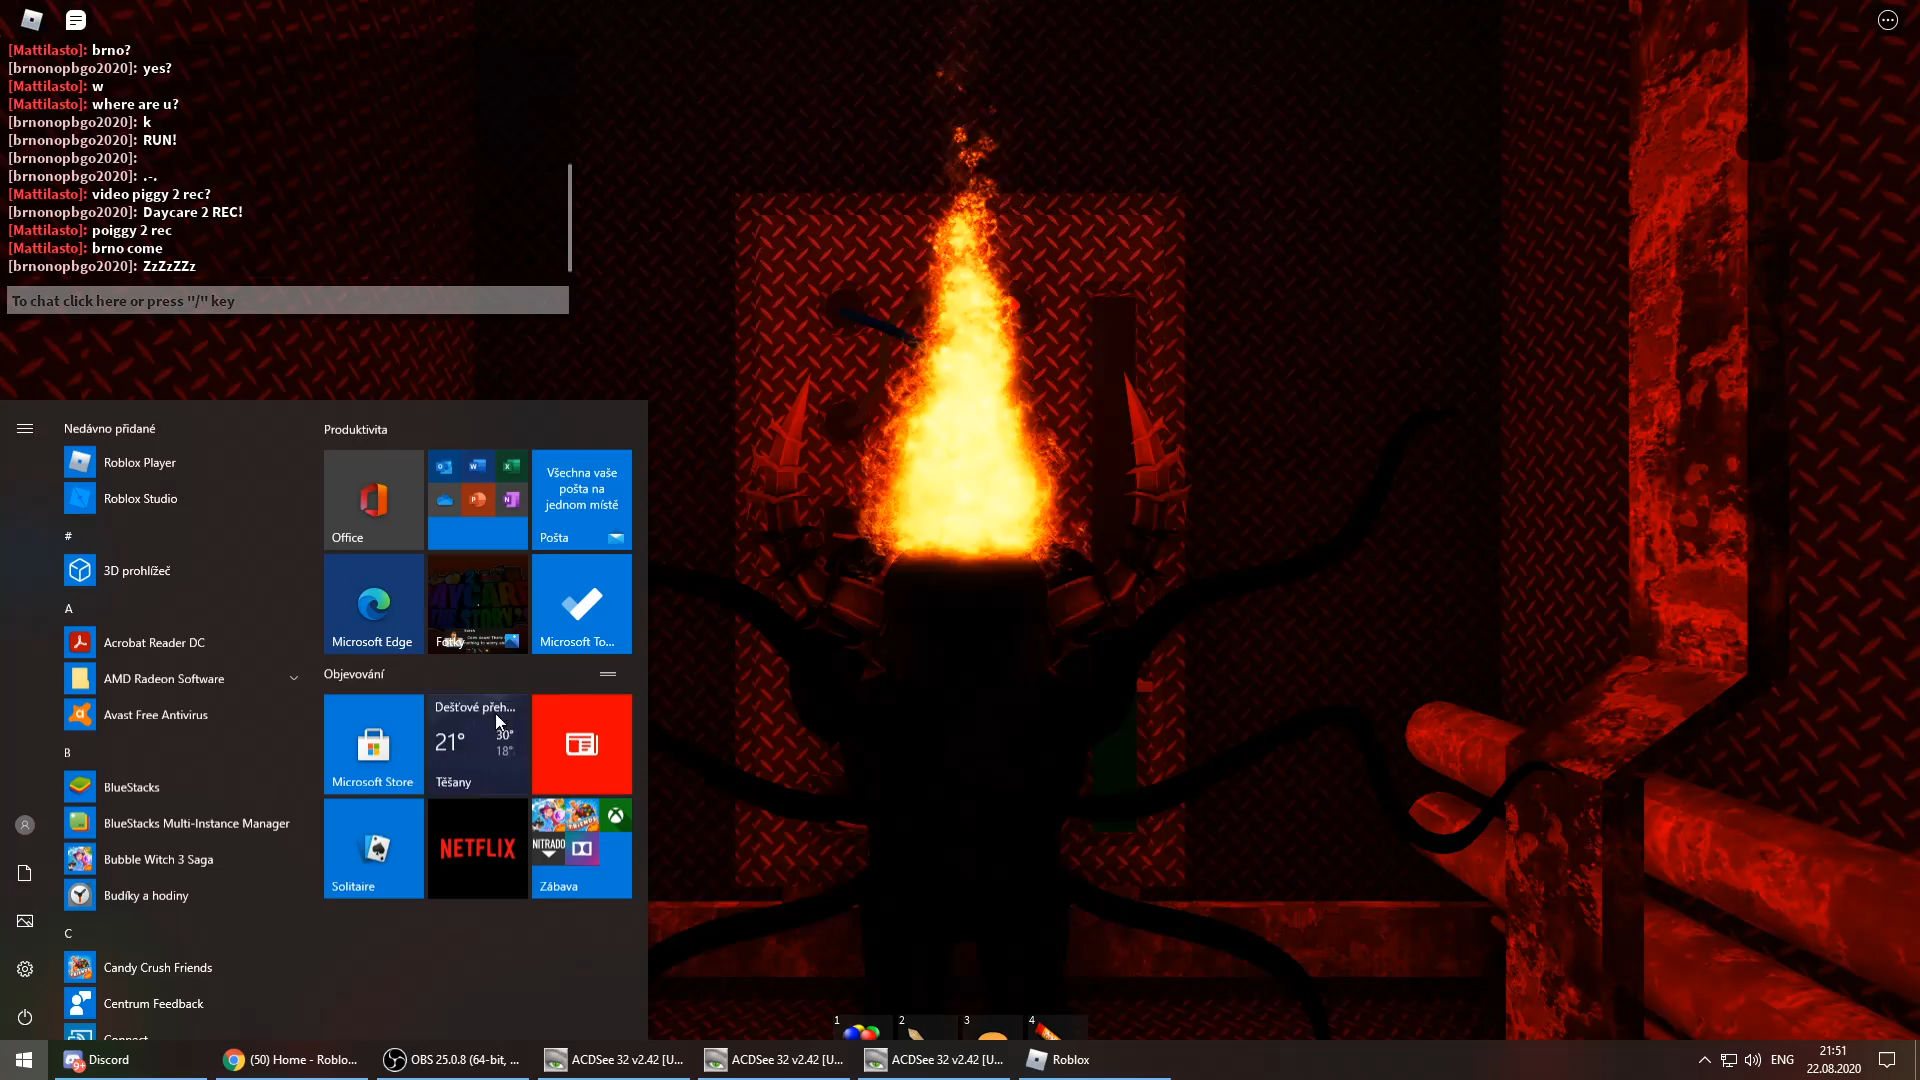 [Mattilasto]: brno?
[brnonopbgo2020]: yes?
[Mattilasto]: w
[Mattilasto]: where are u?
[brnonopbgo2020]: k
[brnonopbgo2020]: RUN!
[brnonopbgo2020]:
[brnonopbgo2020]: .-.
[Mattilasto]: video piggy 2 rec?
[brnonopbgo2020]: Daycare 2 REC!
[Mattilasto]: poiggy 2 rec
[Mattilasto]: brno come
[brnonopbgo2020]: ZzZzZZz
To chat click here or press "/" key
Nedávno přidané
Roblox Player
Roblox Studio
#
3D prohlížeč
A
Acrobat Reader DC
AMD Radeon Software
Avast Free Antivirus
B
BlueStacks
BlueStacks Multi-Instance Manager
Bubble Witch 3 Saga
Budíky a hodiny
C
Candy Crush Friends
Centrum Feedback
Connect
Produktivita
Office
Všechna vaše
pošta na
jednom místě
Pošta
Microsoft Edge
Fotky
Microsoft To...
Objevování
Microsoft Store
Dešťové přeh...
21°
30°
18°
Těšany
Solitaire
NETFLIX
NITRADO
Zábava
1
2
3
4
9+
Discord
(50) Home - Roblo...
OBS 25.0.8 (64-bit, ...
ACDSee 32 v2.42 [U...
ACDSee 32 v2.42 [U...
ACDSee 32 v2.42 [U...
Roblox
ENG
21:51
22.08.2020